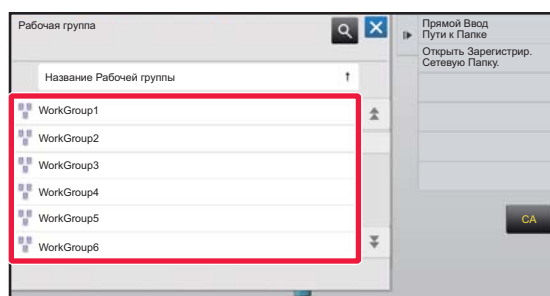 Рабочая группа
Название Рабочей группы ↑
WorkGroup1
WorkGroup2
WorkGroup3
WorkGroup4
WorkGroup5
WorkGroup6
Прямой Ввод
Пути к Папке
Открыть Зарегистрир.
Сетевую Папку.
CA